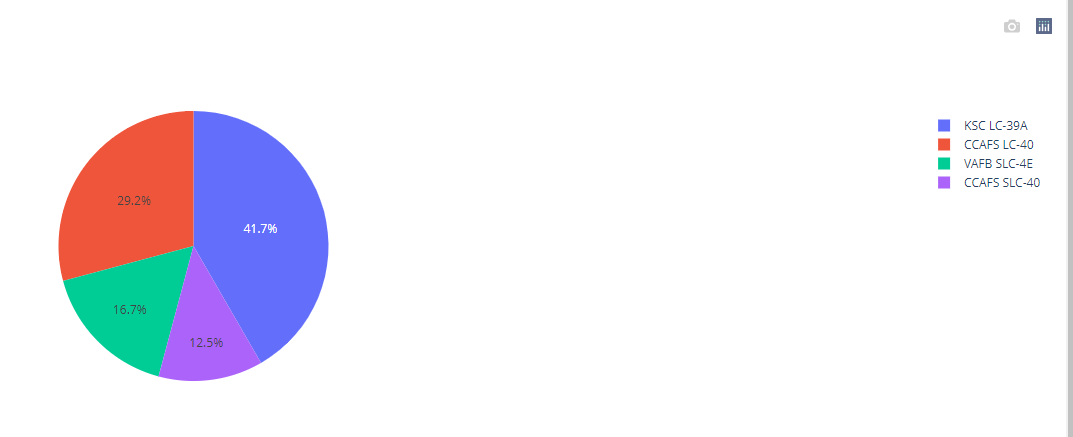 KSC LC-39A
CCAFS LC-40
VAFB SLC-4E
CCAFS SLC-40
29.2%
41.7%
16.7%
12.5%